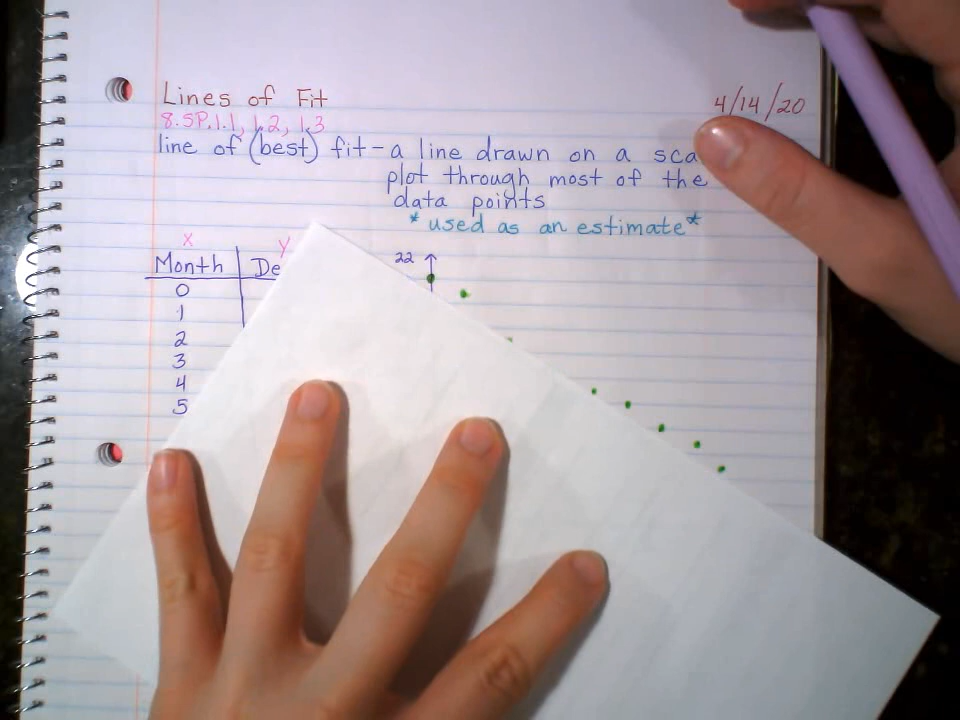 Lines of Fit 4/14/20
8.SP.1.1, 1.2, 1.3
line of (best) fit - a line drawn on a sca
plot through most of the
data points
*used as an estimate*
x y
Month De
0
1
2
3
4
5
22